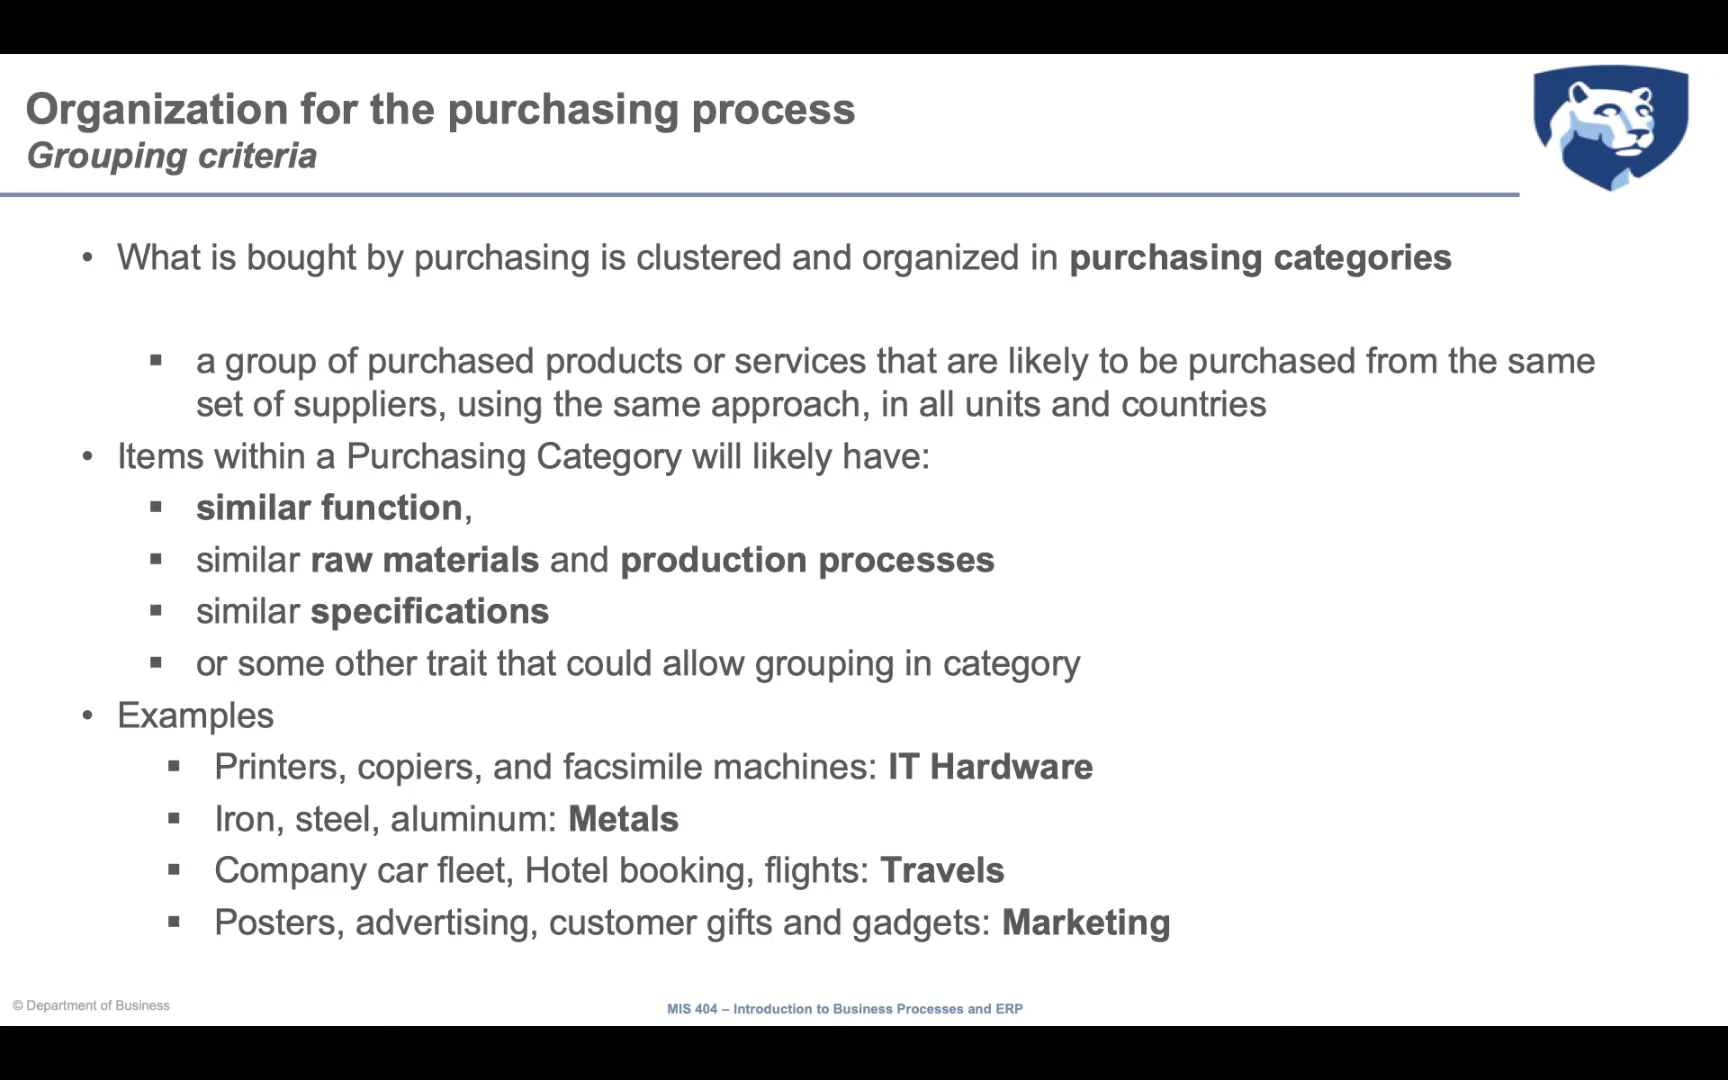 Organization for the purchasing process
Grouping criteria
• What is bought by purchasing is clustered and organized in purchasing categories
▪ a group of purchased products or services that are likely to be purchased from the same
set of suppliers, using the same approach, in all units and countries
• Items within a Purchasing Category will likely have:
▪ similar function,
▪ similar raw materials and production processes
▪ similar specifications
▪ or some other trait that could allow grouping in category
• Examples
▪ Printers, copiers, and facsimile machines: IT Hardware
▪ Iron, steel, aluminum: Metals
▪ Company car fleet, Hotel booking, flights: Travels
▪ Posters, advertising, customer gifts and gadgets: Marketing
© Department of Business
MIS 404 – Introduction to Business Processes and ERP